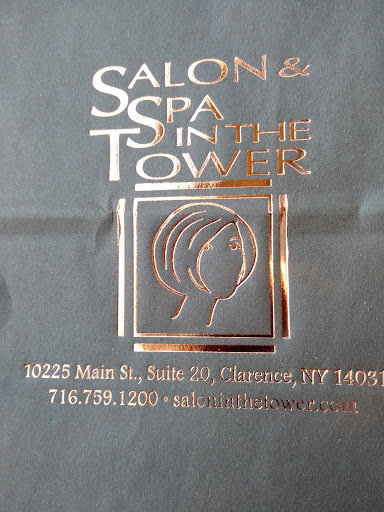 SALON &
SPA
IN THE
TOWER
10225 Main St., Suite 20, Clarence, NY 14031
716.759.1200 • saloninthetower.com